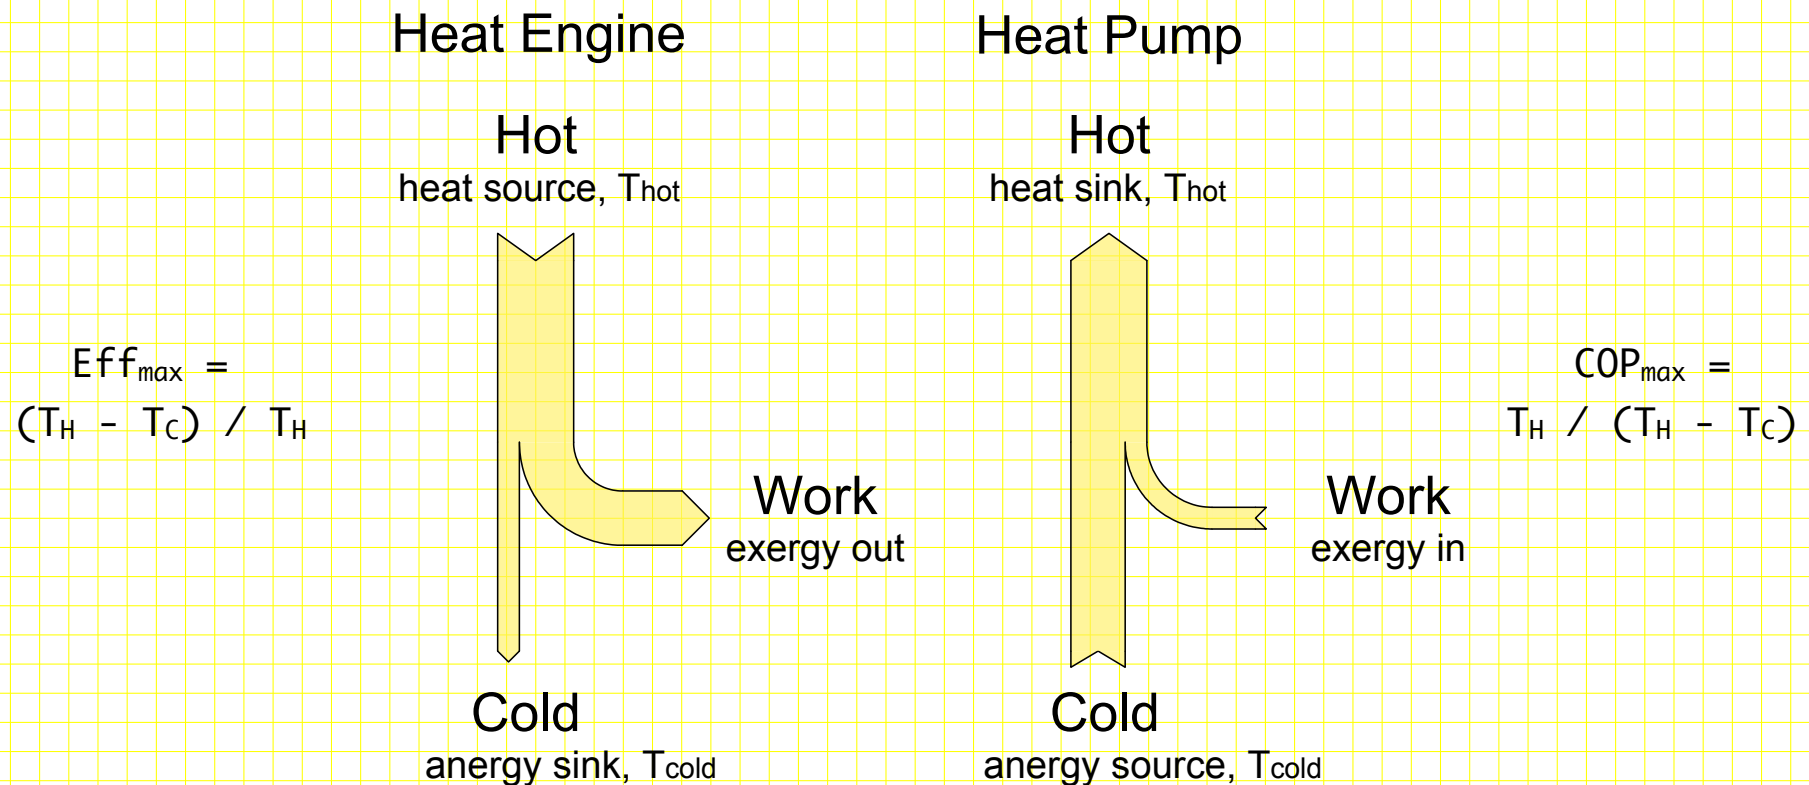 Heat Engine
Heat Pump
Hot
heat source, Thot
Hot
heat sink, Thot
Effmax =
(TH - TC) / TH
COPmax =
TH / (TH - TC)
Work
exergy out
Work
exergy in
Cold
anergy sink, Tcold
Cold
anergy source, Tcold